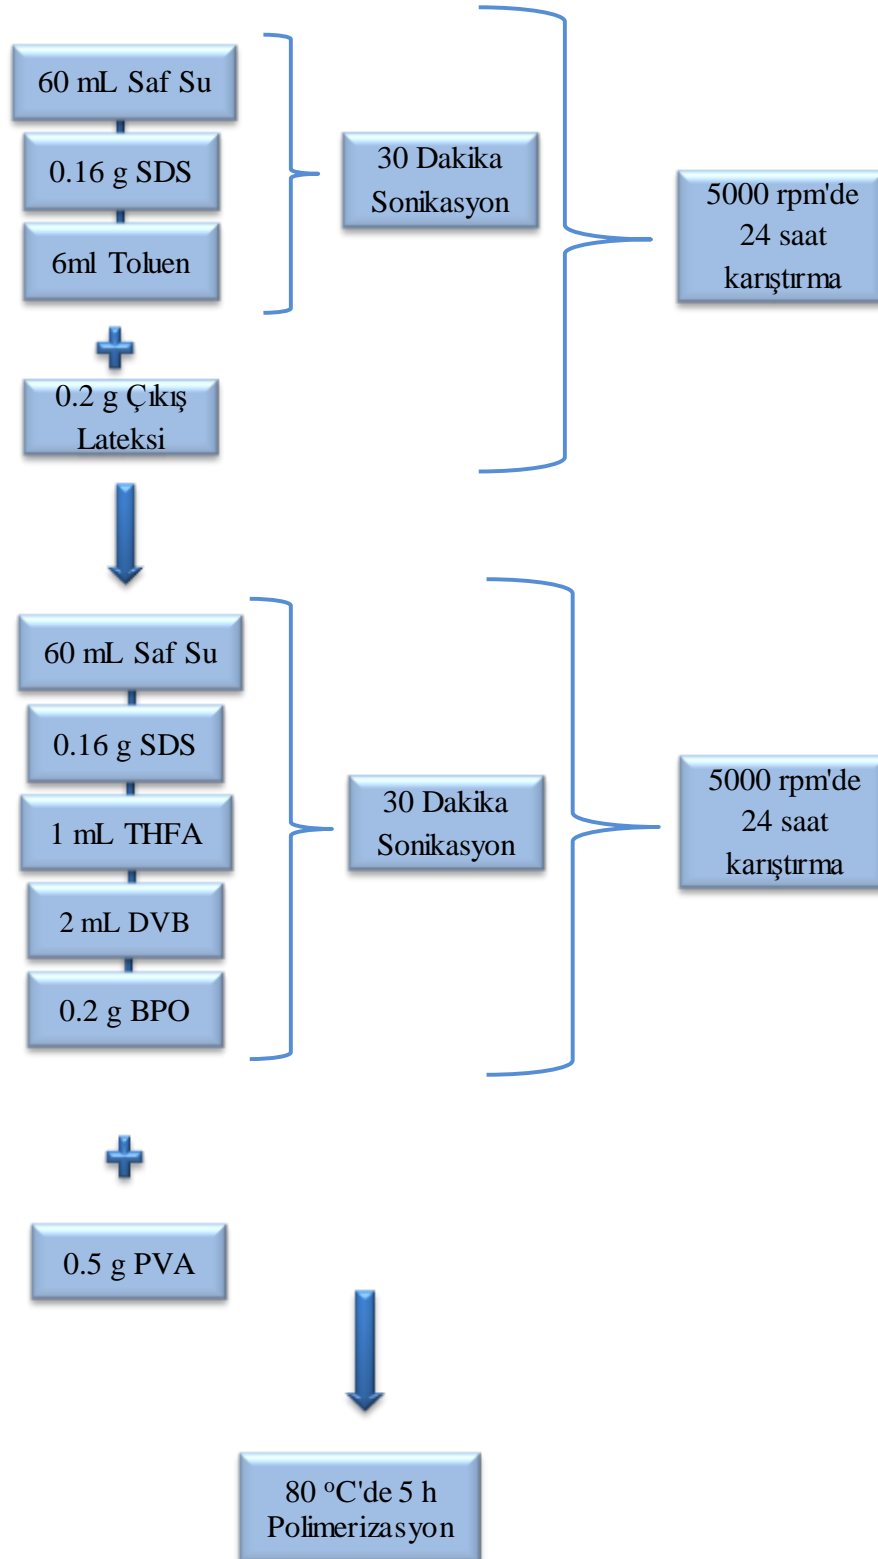 60 mL Saf Su
0.16 g SDS
6ml Toluen
30 Dakika
Sonikasyon
5000 rpm'de
24 saat
karıştırma
+
0.2 g Çıkış
Lateksi
60 mL Saf Su
0.16 g SDS
1 mL THFA
2 mL DVB
0.2 g BPO
30 Dakika
Sonikasyon
5000 rpm'de
24 saat
karıştırma
+
0.5 g PVA
80 °C'de 5 h
Polimerizasyon